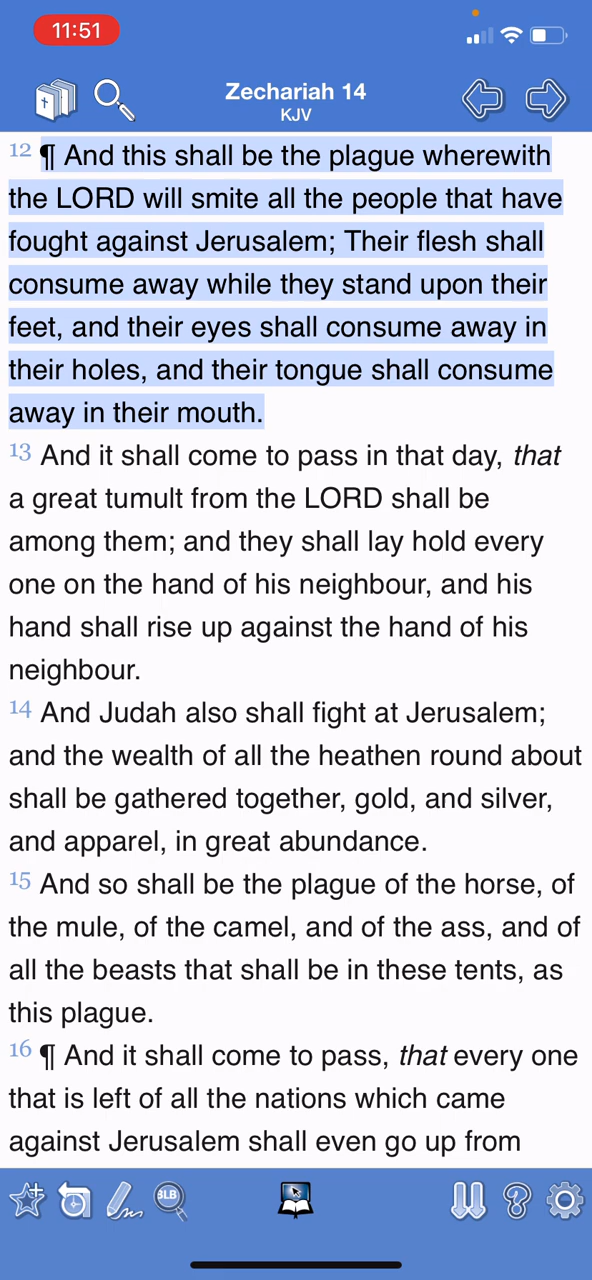 11:51
Zechariah 14
KJV
12 ¶ And this shall be the plague wherewith
the LORD will smite all the people that have
fought against Jerusalem; Their flesh shall
consume away while they stand upon their
feet, and their eyes shall consume away in
their holes, and their tongue shall consume
away in their mouth.
13 And it shall come to pass in that day, that
a great tumult from the LORD shall be
among them; and they shall lay hold every
one on the hand of his neighbour, and his
hand shall rise up against the hand of his
neighbour.
14 And Judah also shall fight at Jerusalem;
and the wealth of all the heathen round about
shall be gathered together, gold, and silver,
and apparel, in great abundance.
15 And so shall be the plague of the horse, of
the mule, of the camel, and of the ass, and of
all the beasts that shall be in these tents, as
this plague.
16 ¶ And it shall come to pass, that every one
that is left of all the nations which came
against Jerusalem shall even go up from
BLB